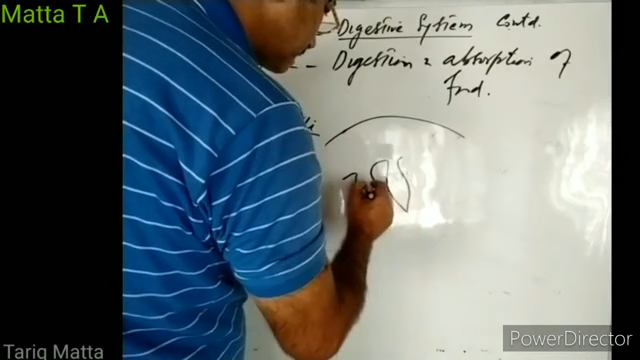 Matta T A
- Digestive System Contd.
- Digestion & absorption of
food.
Tariq Matta
PowerDirector